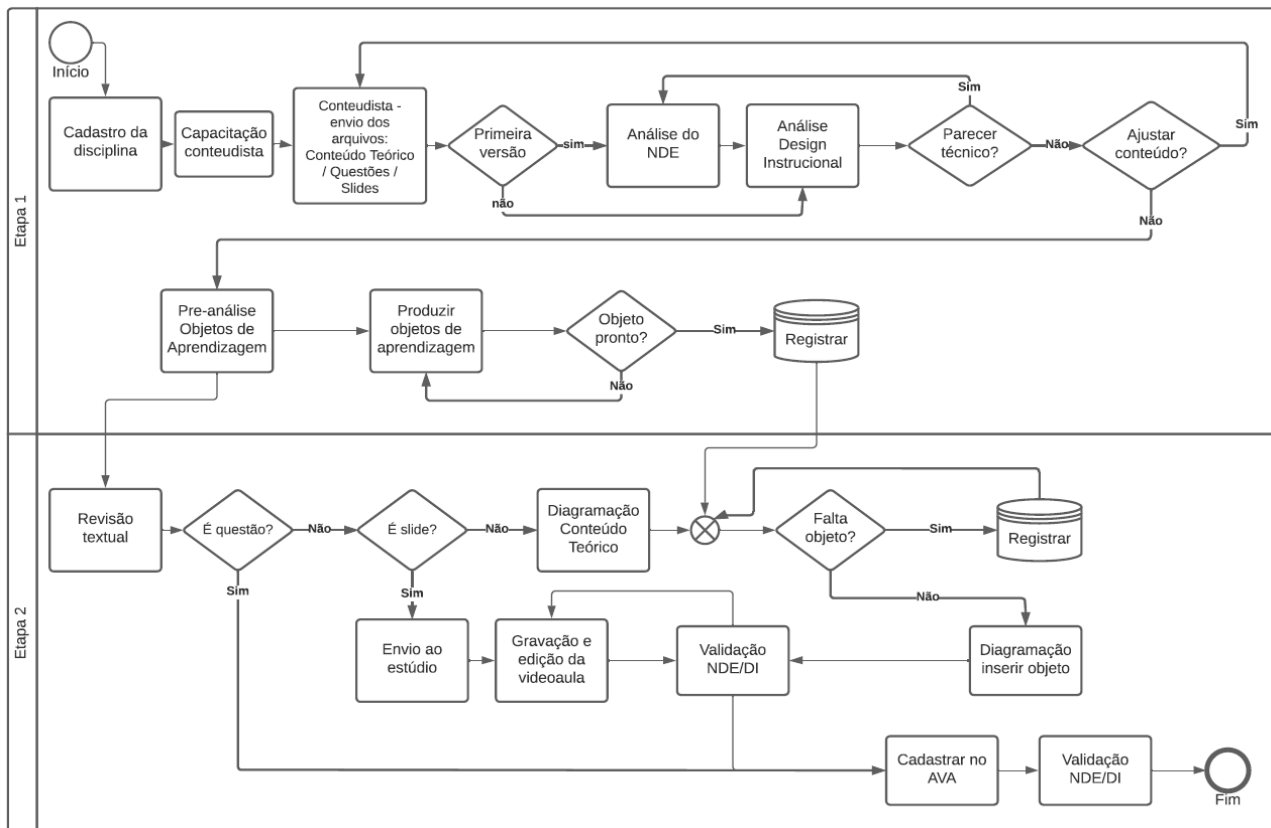 Etapa 1
Início
Cadastro da
disciplina
Capacitação
conteudista
Conteudista -
envio dos
arquivos:
Conteúdo Teórico
/ Questões /
Slides
Primeira
versão
sim
não
Análise do
NDE
Análise
Design
Instrucional
Sim
Parecer
técnico?
Não
Ajustar
conteúdo?
Sim
Não
Pre-análise
Objetos de
Aprendizagem
Produzir
objetos de
aprendizagem
Objeto
pronto?
Sim
Não
Registrar
Etapa 2
Revisão
textual
É questão?
Não
Sim
É slide?
Não
Sim
Diagramação
Conteúdo
Teórico
Falta
objeto?
Sim
Não
Registrar
Envio ao
estúdio
Gravação e
edição da
videoaula
Validação
NDE/DI
Diagramação
inserir objeto
Cadastrar no
AVA
Validação
NDE/DI
Fim